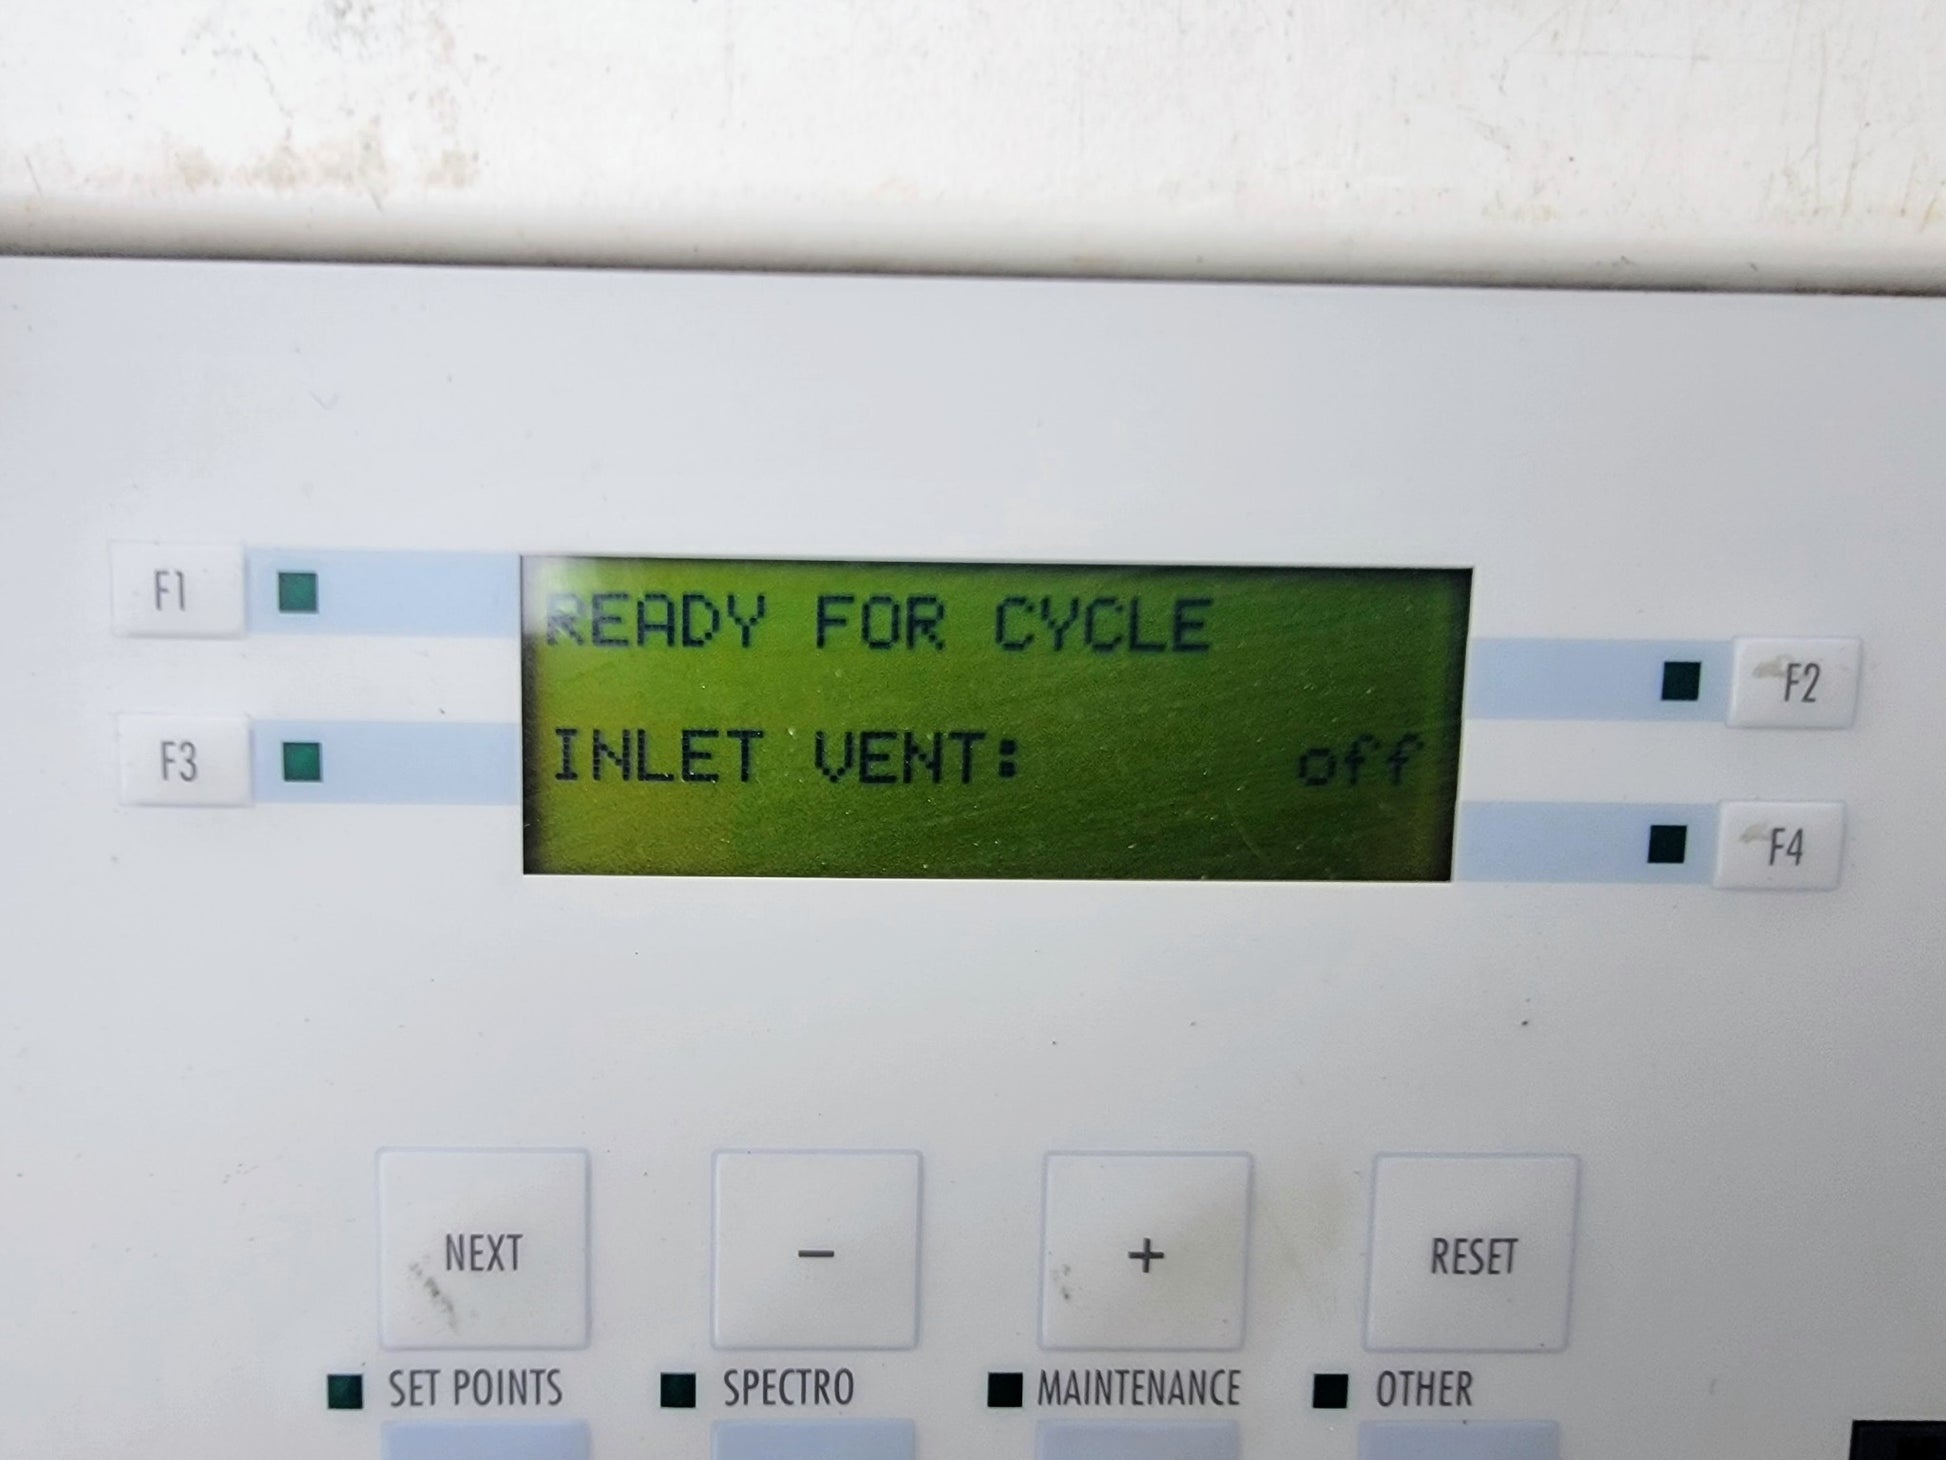 F1
READY FOR CYCLE
F2
F3
INLET VENT: off
F4
NEXT
-
+
RESET
SET POINTS
SPECTRO
MAINTENANCE
OTHER